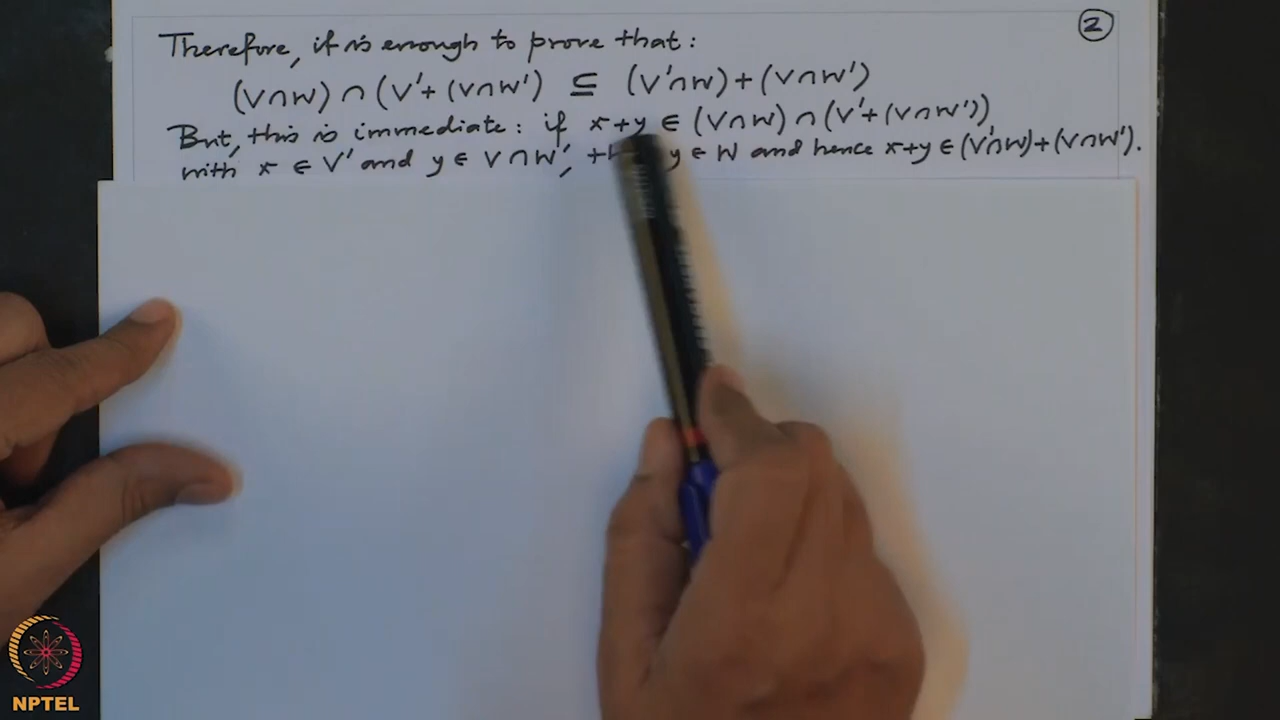 ②
Therefore, it is enough to prove that:
(V∩W) ∩ (V'+(V∩W') ⊆ (V'∩W)+(V∩W')
But, this is immediate: if x+y ∈ (V∩W) ∩ (V'+(V∩W'))
with x ∈ V' and y ∈ V∩W', y ∈ W and hence x+y ∈ (V'∩W)+(V∩W').
NPTEL